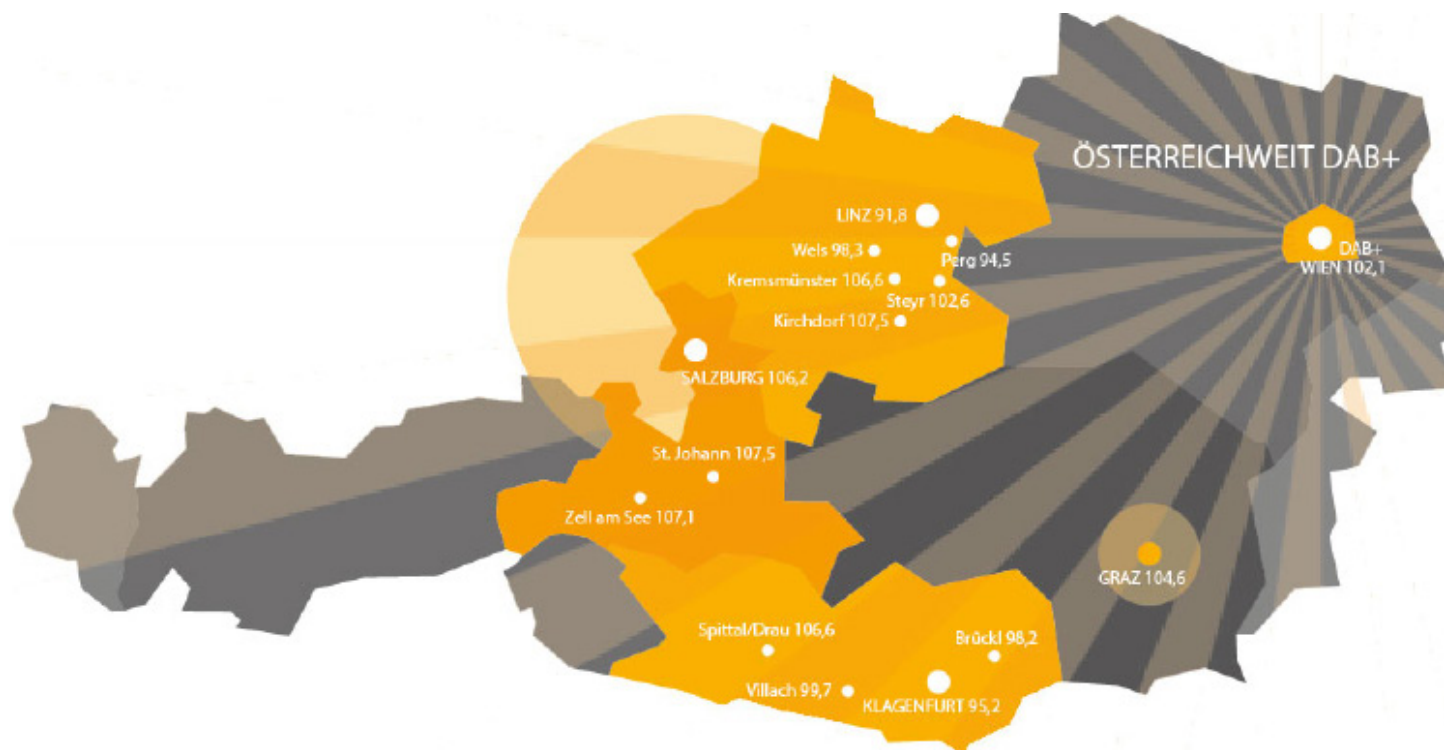 ÖSTERREICHWEIT DAB+
LINZ 91,8
Wels 98,3
Perg 94,5
DAB+
WIEN 102,1
Kremsmünster 106,6
Steyr 102,6
Kirchdorf 107,5
SALZBURG 106,2
St. Johann 107,5
Zell am See 107,1
GRAZ 104,6
Spittal/Drau 106,6
Brückl 98,2
Villach 99,7
KLAGENFURT 95,2